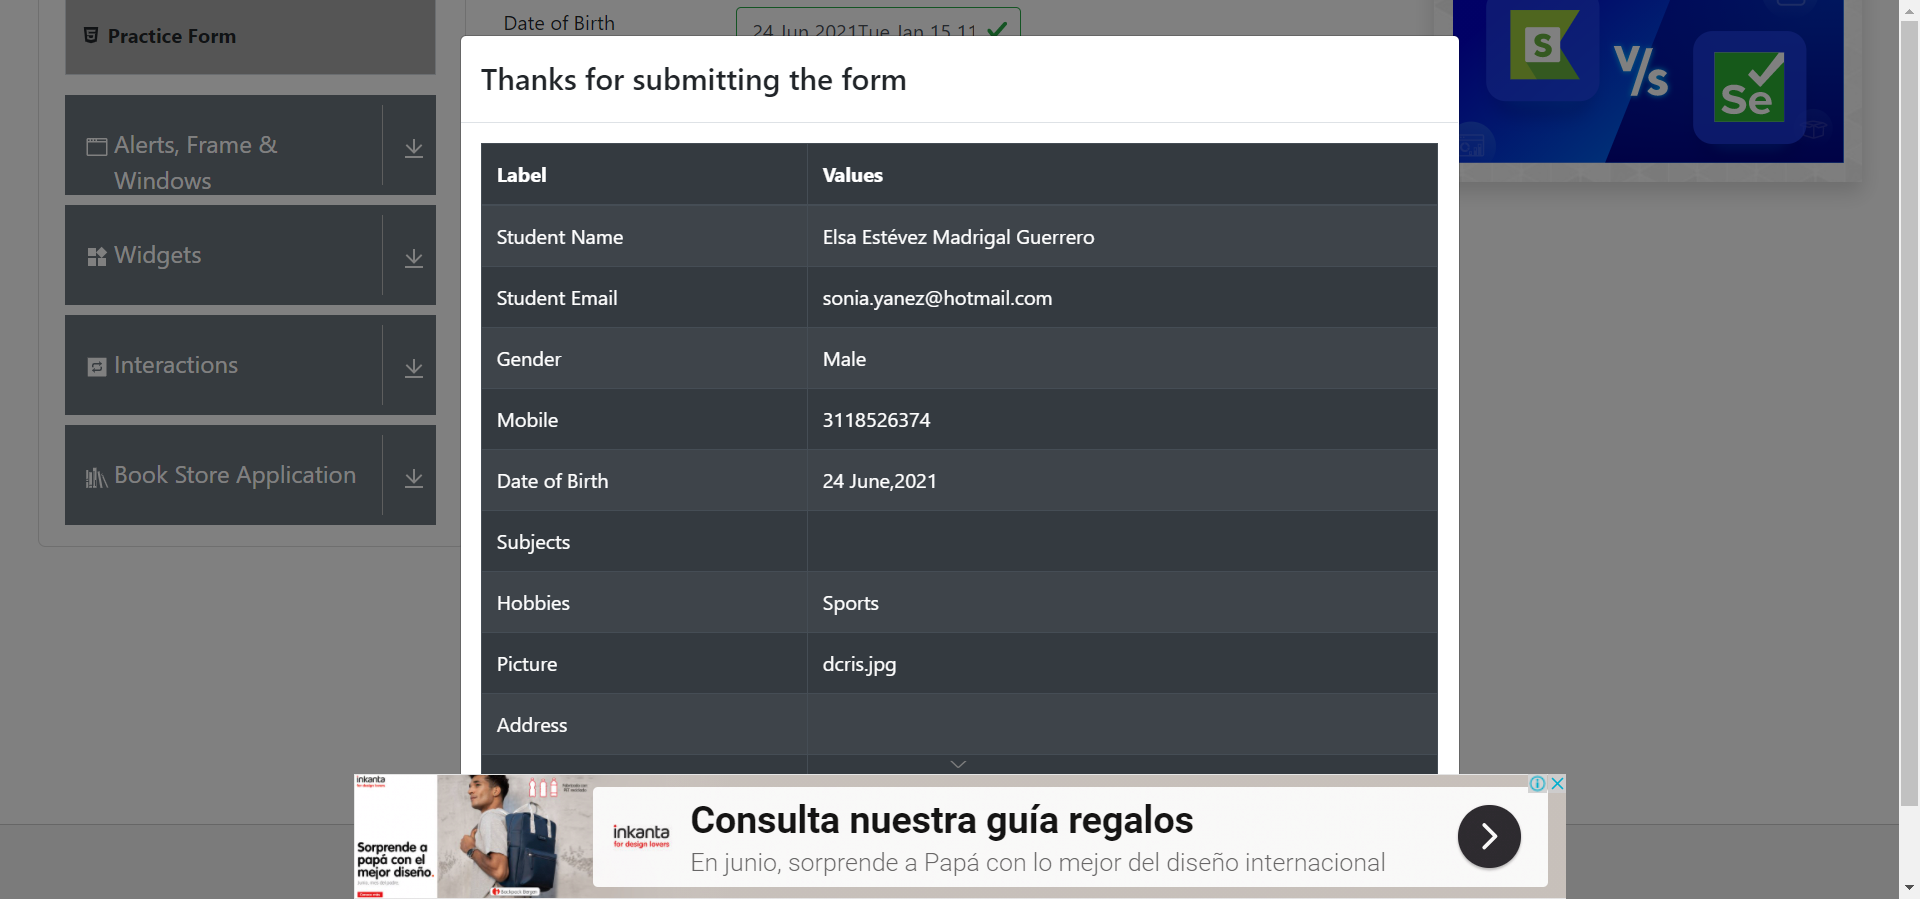 Practice Form
Alerts, Frame &
Windows
Widgets
Interactions
Book Store Application
Date of Birth
24 Jun 2021Tue Jan 15 11
Thanks for submitting the form
Label Values
Student Name Elsa Estévez Madrigal Guerrero
Student Email sonia.yanez@hotmail.com
Gender Male
Mobile 3118526374
Date of Birth 24 June,2021
Subjects
Hobbies Sports
Picture dcris.jpg
Address
S
V/s
Se
inkanta
for design lovers
Sorprende a
papá con el
mejor diseño.
inkanta
for design lovers
Consulta nuestra guía regalos
En junio, sorprende a Papá con lo mejor del diseño internacional